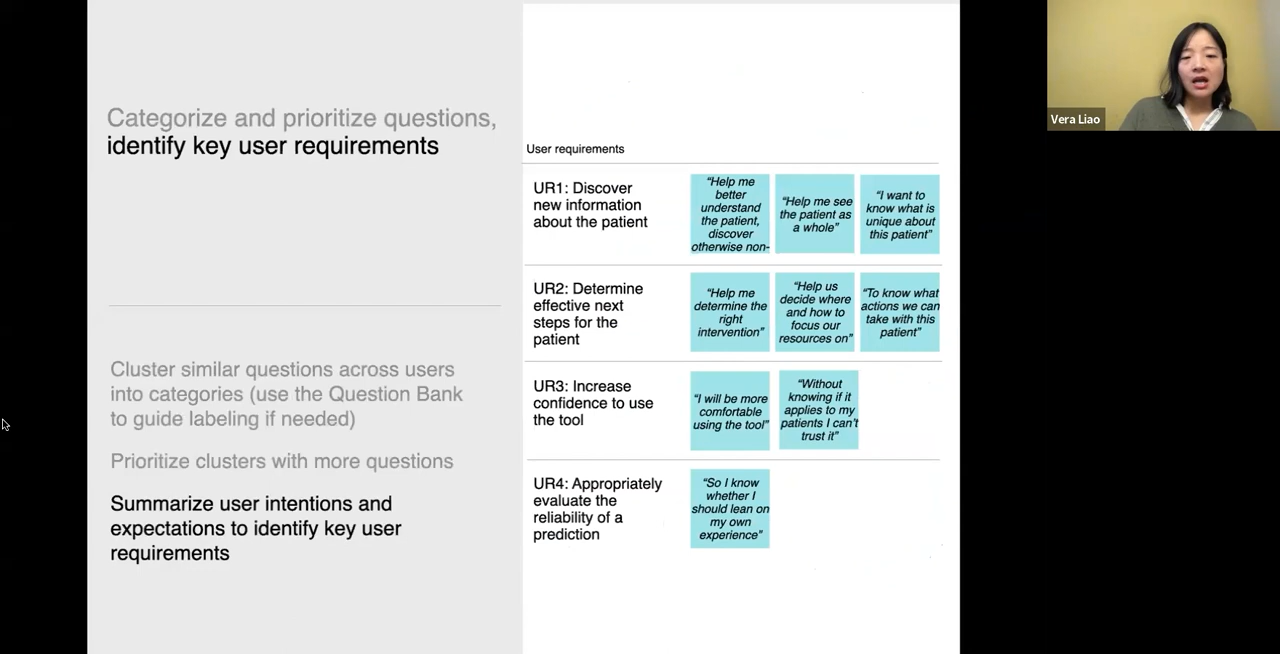 Categorize and prioritize questions,
identify key user requirements
Cluster similar questions across users
into categories (use the Question Bank
to guide labeling if needed)
Prioritize clusters with more questions
Summarize user intentions and
expectations to identify key user
requirements
User requirements
UR1: Discover
new information
about the patient
“Help me
better
understand
the patient,
discover
otherwise non-
“Help me see
the patient as
a whole”
“I want to
know what is
unique about
this patient”
UR2: Determine
effective next
steps for the
patient
“Help me
determine the
right
intervention”
“Help us
decide where
and how to
focus our
resources on”
“To know what
actions we can
take with this
patient”
UR3: Increase
confidence to use
the tool
“I will be more
comfortable
using the tool”
“Without
knowing if it
applies to my
patients I can’t
trust it”
UR4: Appropriately
evaluate the
reliability of a
prediction
“So I know
whether I
should lean on
my own
experience”
Vera Liao